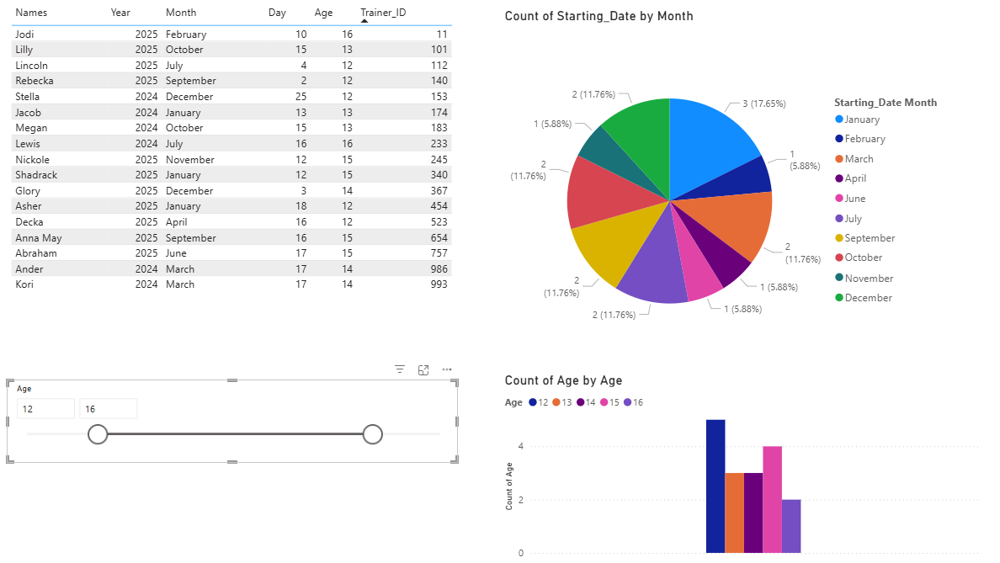 Names Year Month Day Age Trainer_ID
Jodi 2025 February 10 16 11
Lilly 2025 October 15 13 101
Lincoln 2025 July 4 12 112
Rebecka 2025 September 2 12 140
Stella 2024 December 25 12 153
Jacob 2024 January 13 13 174
Megan 2024 October 15 13 183
Lewis 2024 July 16 16 233
Nickole 2025 November 12 15 245
Shadrack 2025 January 12 15 340
Glory 2025 December 3 14 367
Asher 2025 January 18 12 454
Decka 2025 April 16 12 523
Anna May 2025 September 16 15 654
Abraham 2025 June 17 15 757
Ander 2024 March 17 14 986
Kori 2024 March 17 14 993
Count of Starting_Date by Month
3 (17.65%)
1
(5.88%)
2
(11.76%)
1 (5.88%)
1 (5.88%)
2 (11.76%)
2
(11.76%)
2
(11.76%)
1 (5.88%)
2 (11.76%)
Starting_Date Month
January
February
March
April
June
July
September
October
November
December
Age
12 16
Count of Age by Age
Age 12 13 14 15 16
Count of Age
4
2
0